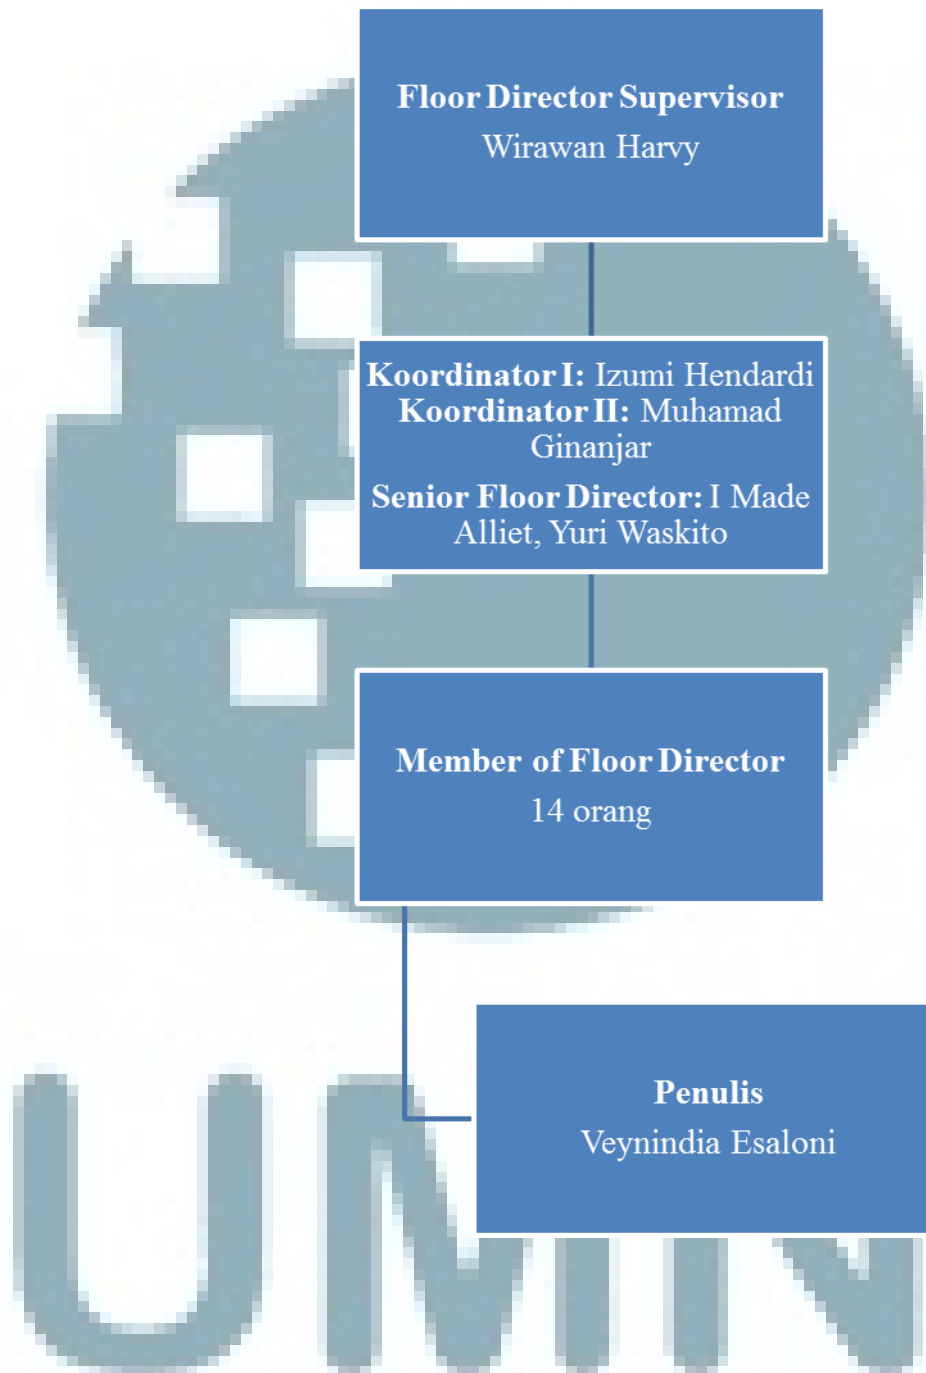 Floor Director Supervisor
Wirawan Harvy
Koordinator I: Izumi Hendardi
Koordinator II: Muhamad
Ginanjar
Senior Floor Director: I Made
Alliet, Yuri Waskito
Member of Floor Director
14 orang
Penulis
Veynindia Esaloni
UMN